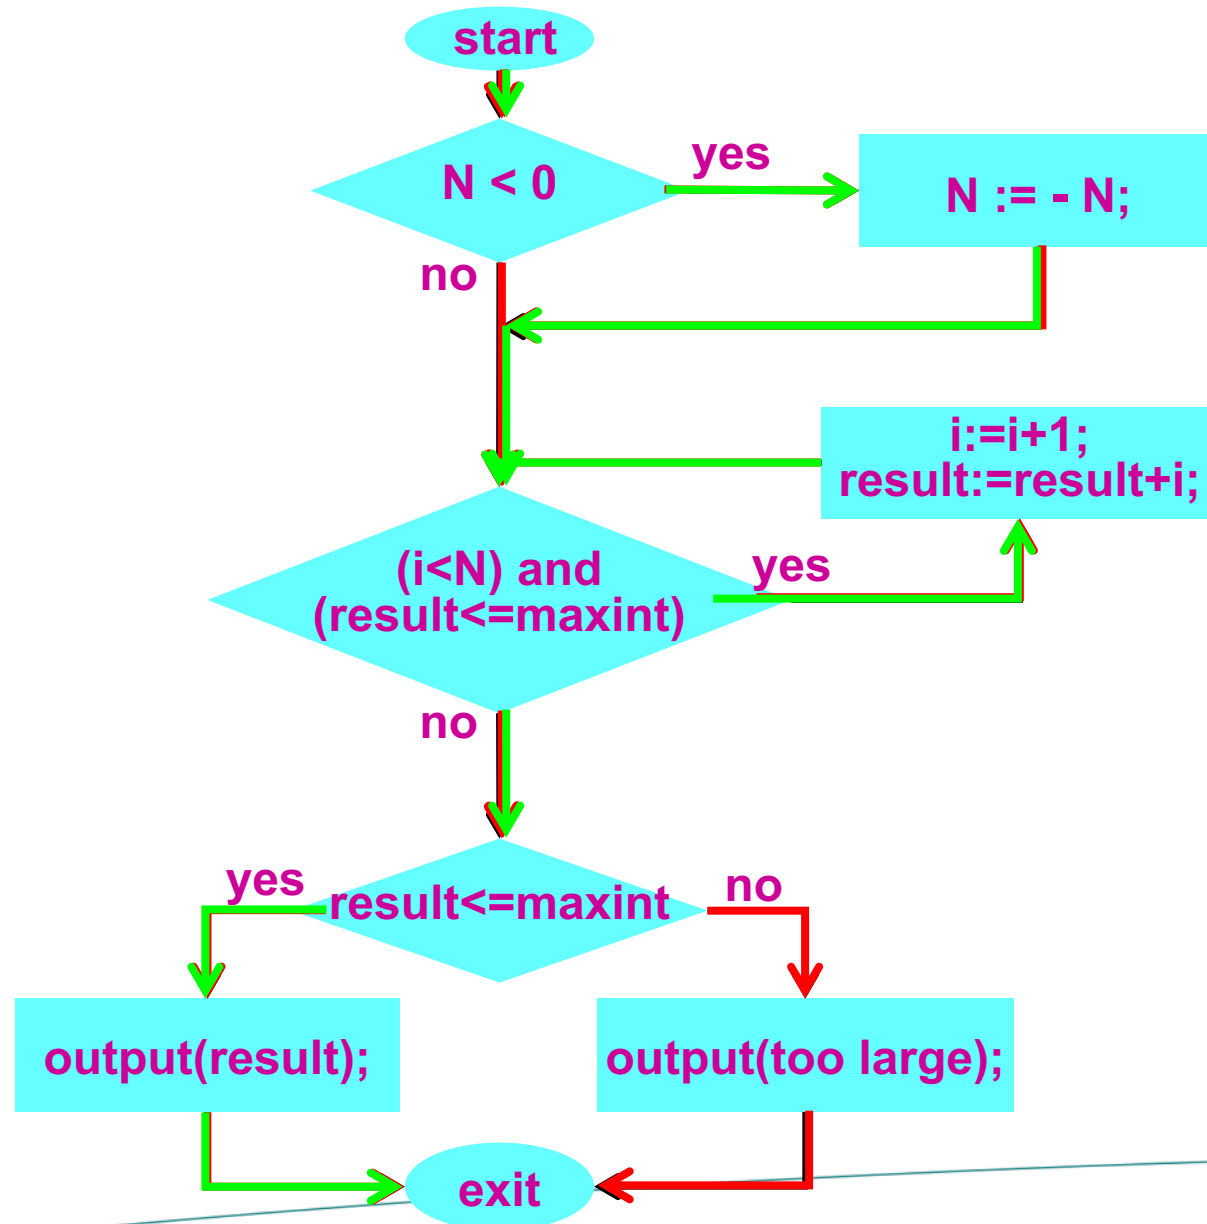 start
N < 0
yes
N := - N;
no
i:=i+1;
result:=result+i;
(i<N) and
(result<=maxint)
yes
no
yes
result<=maxint
no
output(result);
output(too large);
exit